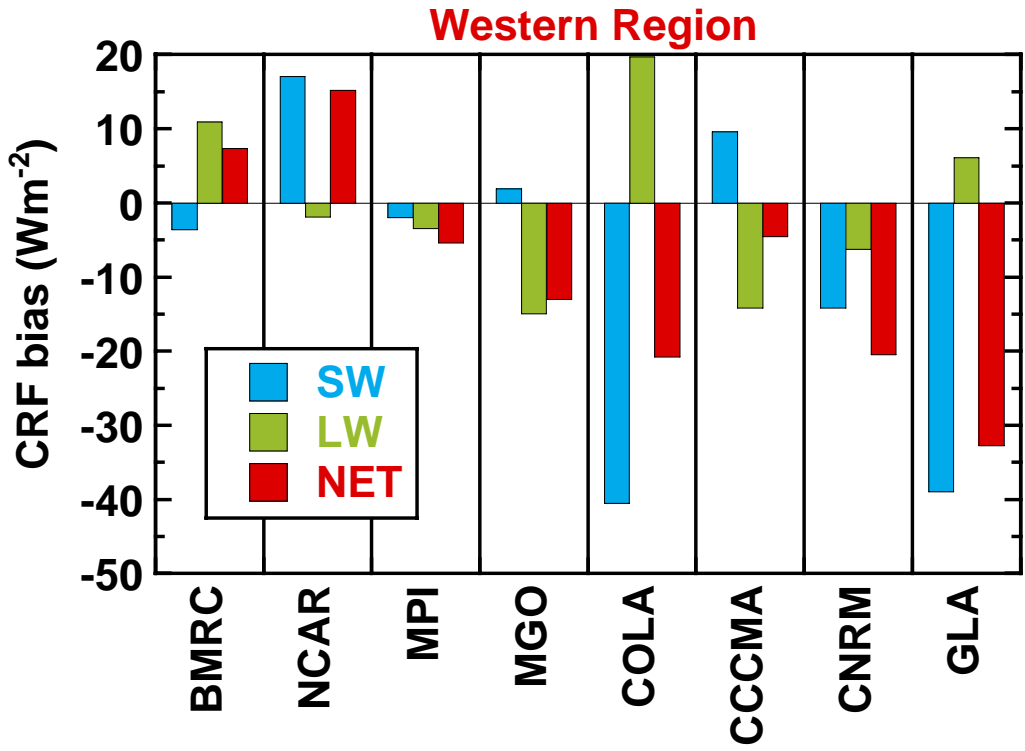 Western Region
CRF bias (Wm-2)
20
10
0
-10
-20
-30
-40
-50
SW
LW
NET
BMRC
NCAR
MPI
MGO
COLA
CCCMA
CNRM
GLA